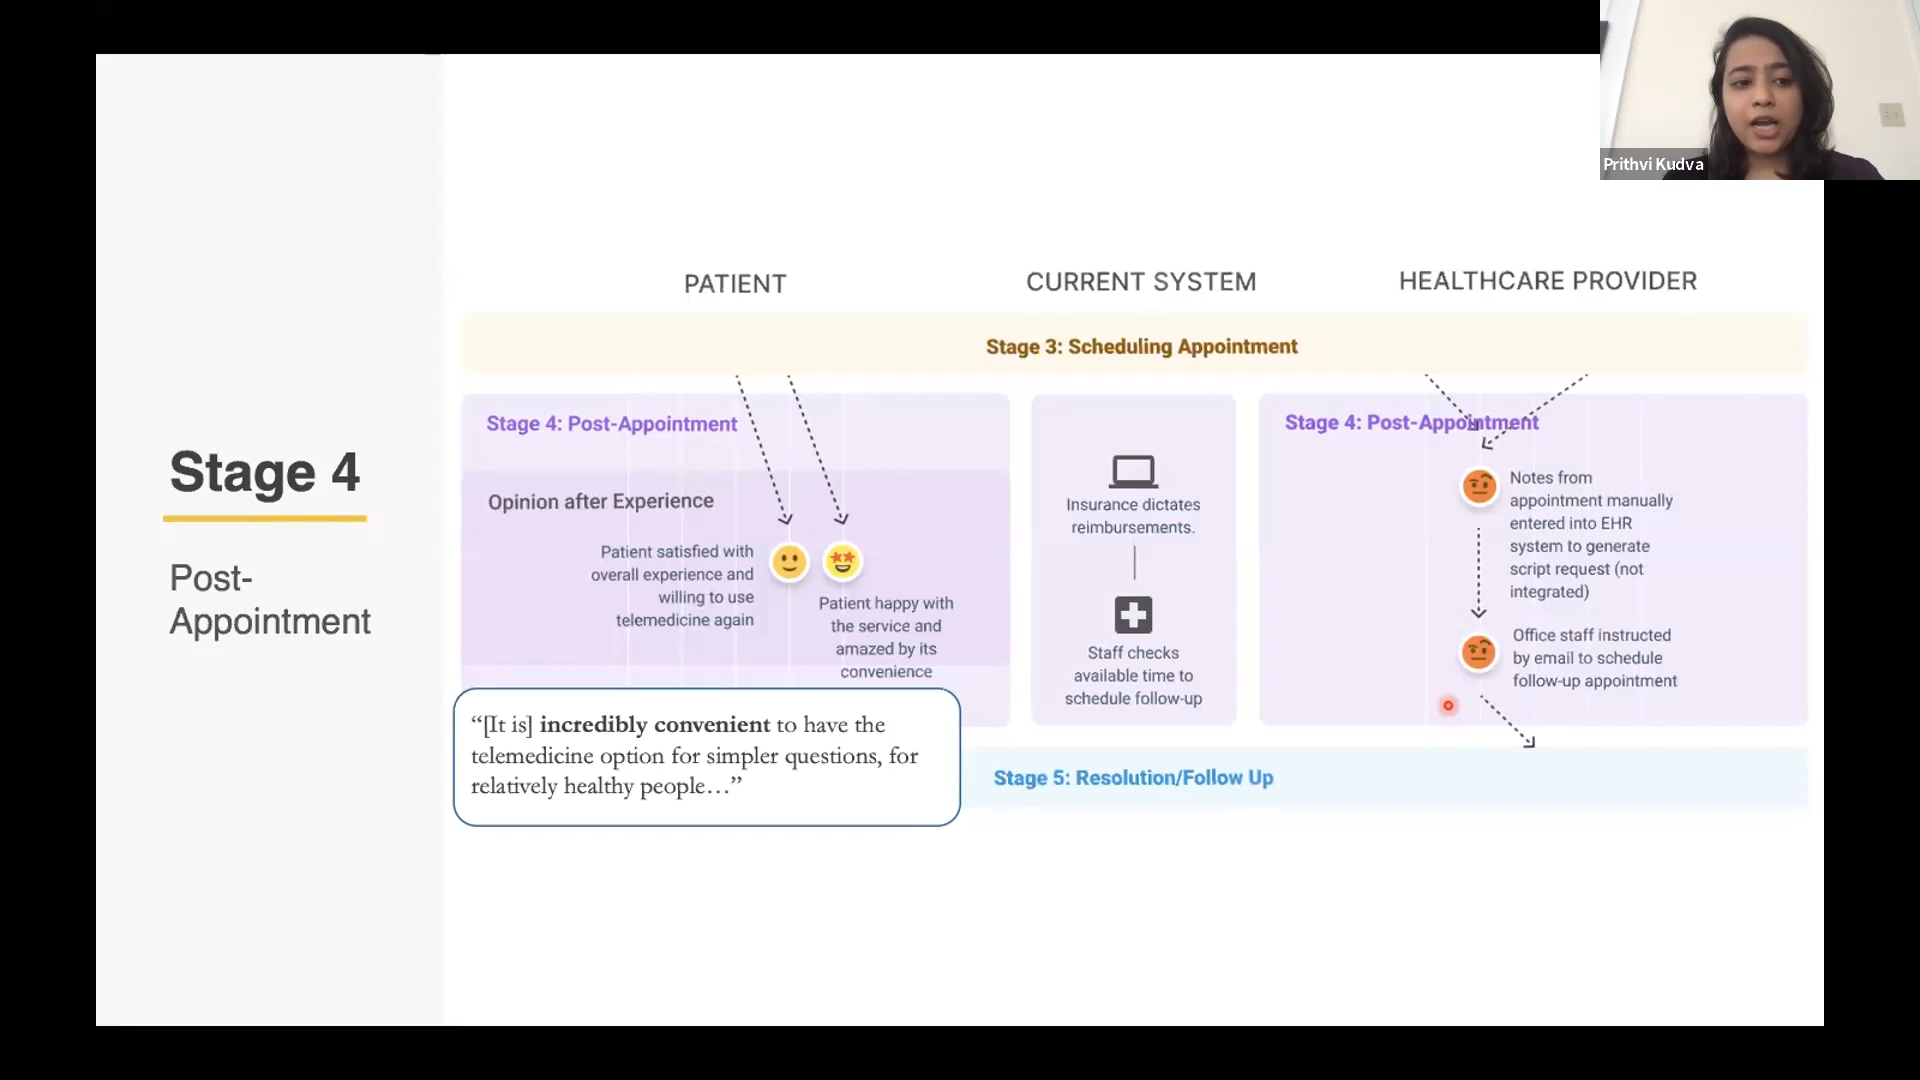 Prithvi Kudva
Stage 4
Post-
Appointment
PATIENT
CURRENT SYSTEM
HEALTHCARE PROVIDER
Stage 3: Scheduling Appointment
Stage 4: Post-Appointment
Opinion after Experience
Patient satisfied with
overall experience and
willing to use
telemedicine again
Patient happy with
the service and
amazed by its
convenience
“[It is] incredibly convenient to have the
telemedicine option for simpler questions, for
relatively healthy people…”
Insurance dictates
reimbursements.
Staff checks
available time to
schedule follow-up
Stage 4: Post-Appointment
Notes from
appointment manually
entered into EHR
system to generate
script request (not
integrated)
Office staff instructed
by email to schedule
follow-up appointment
Stage 5: Resolution/Follow Up